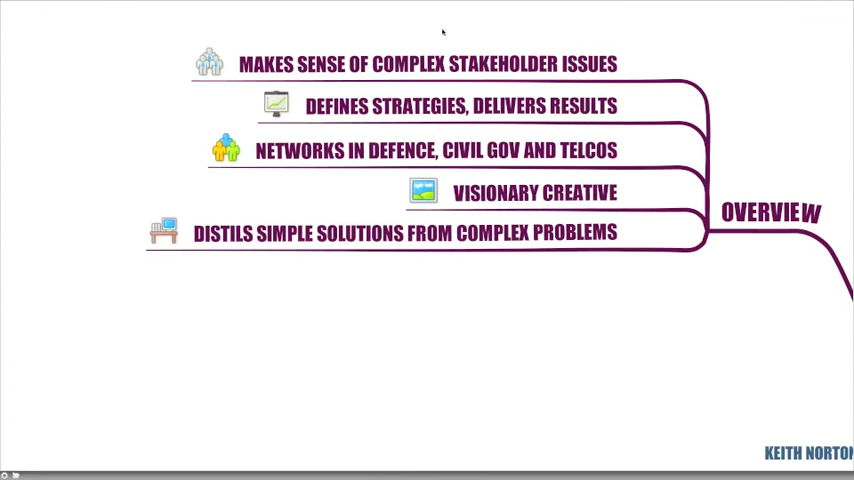 MAKES SENSE OF COMPLEX STAKEHOLDER ISSUES
DEFINES STRATEGIES, DELIVERS RESULTS
NETWORKS IN DEFENCE, CIVIL GOV AND TELCOS
VISIONARY CREATIVE
OVERVIEW
DISTILS SIMPLE SOLUTIONS FROM COMPLEX PROBLEMS
KEITH NORTON